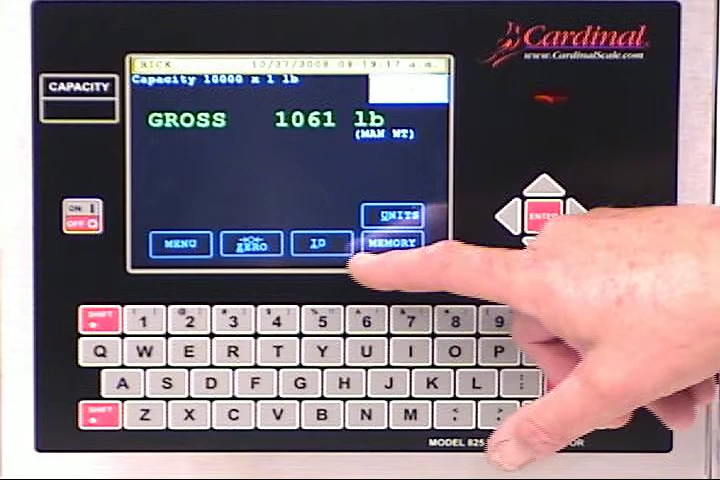 Cardinal
www.CardinalScale.com
RICK 10/27/2008 09:19:17 a.m.
Capacity 10000 x 1 lb
CAPACITY
GROSS 1061 lb
(MAN WT)
ON I
OFF O
ENTER
UNITS
MENU
ZERO
ID
MEMORY
SHIFT ! 1 @ 2 # 3 $ 4 % 5 ^ 6 & 7 * 8 ( 9
Q W E R T Y U I O P
A S D F G H J K L : ;
SHIFT Z X C V B N M < , > .
MODEL 825